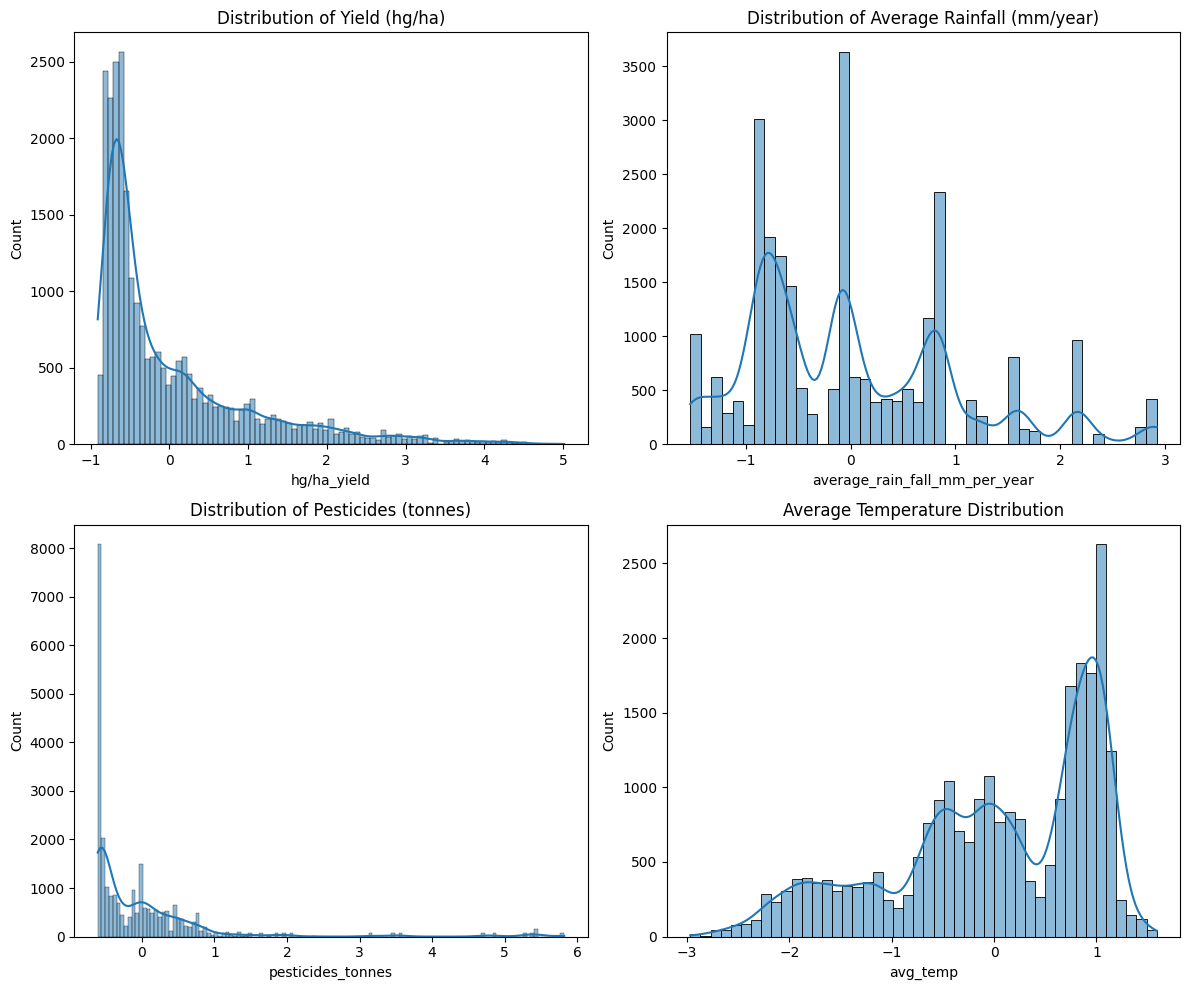 Distribution of Yield (hg/ha)
Count
2500
2000
1500
1000
500
0
−1 0 1 2 3 4 5
hg/ha_yield
Distribution of Average Rainfall (mm/year)
Count
3500
3000
2500
2000
1500
1000
500
0
−1 0 1 2 3
average_rain_fall_mm_per_year
Distribution of Pesticides (tonnes)
Count
8000
7000
6000
5000
4000
3000
2000
1000
0
0 1 2 3 4 5 6
pesticides_tonnes
Average Temperature Distribution
Count
2500
2000
1500
1000
500
0
−3 −2 −1 0 1
avg_temp